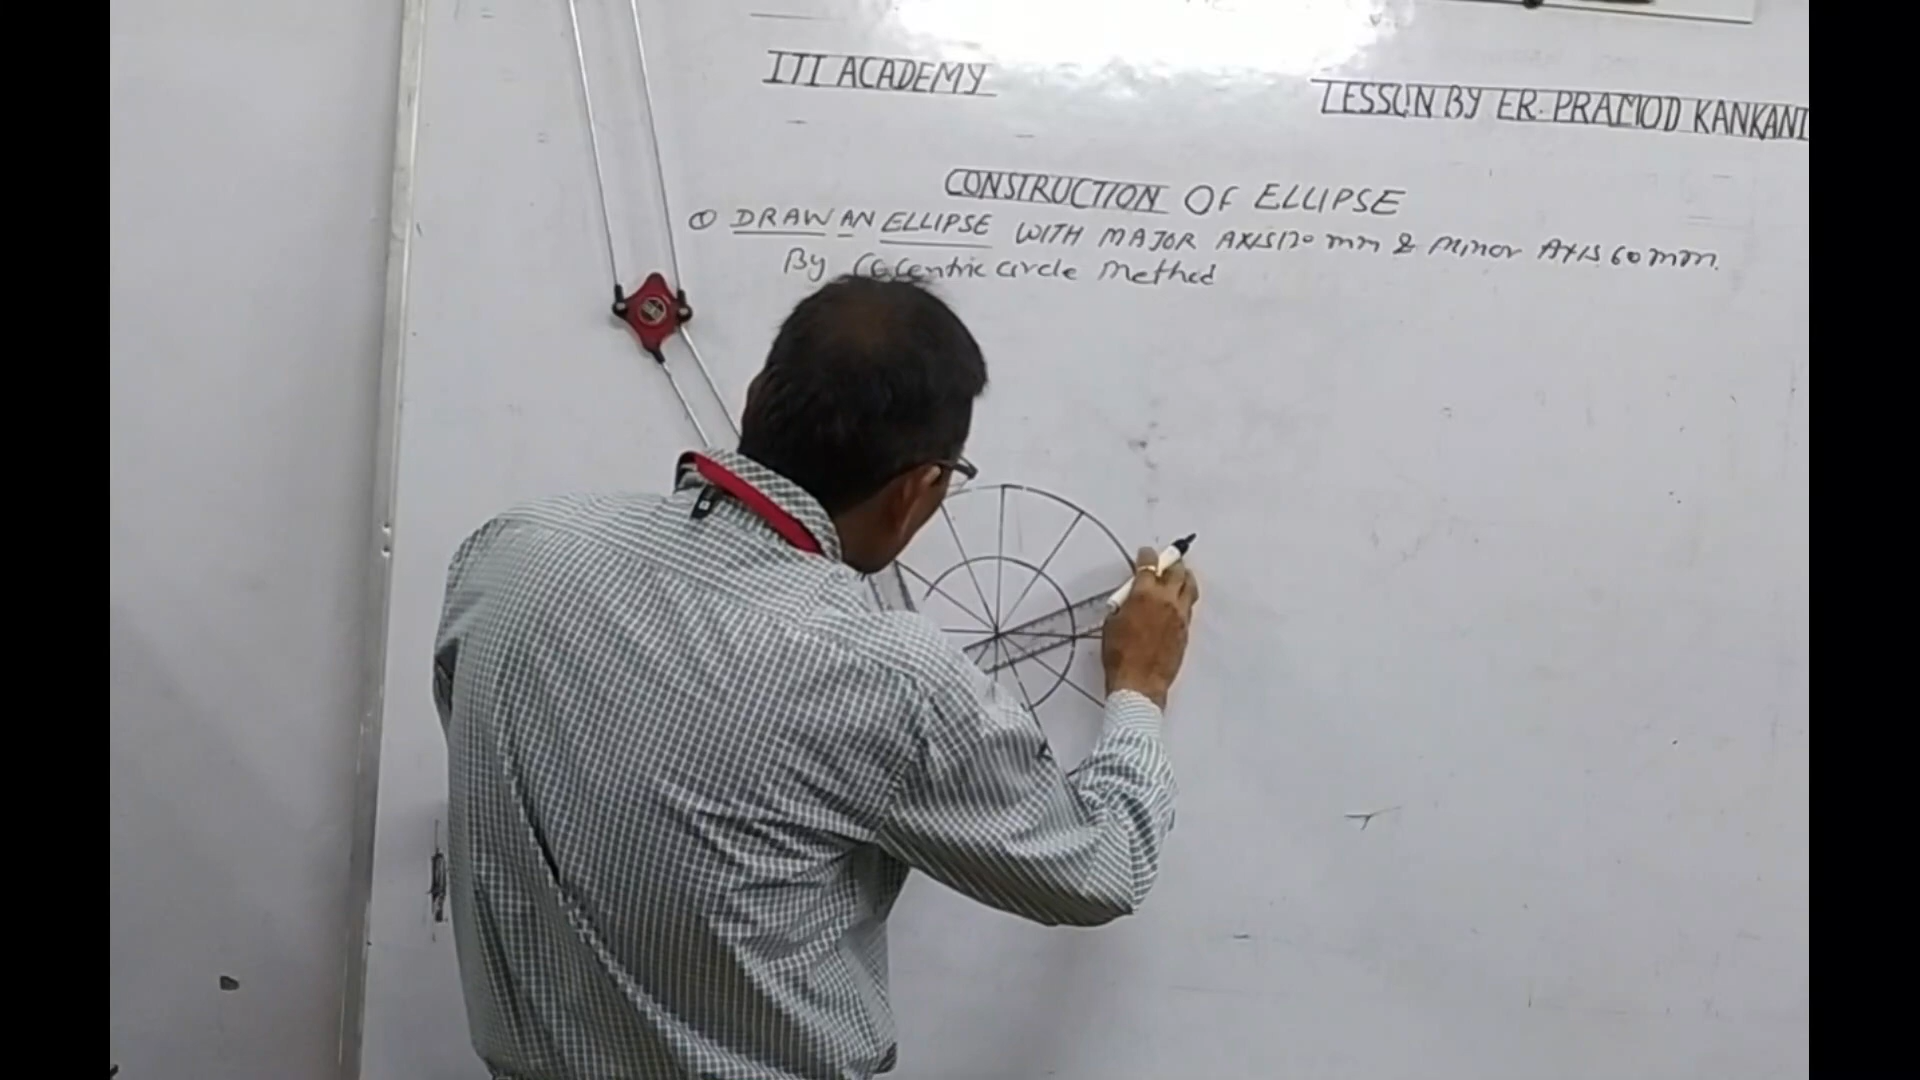 ITI ACADEMY
LESSON BY ER. PRAMOD KANKANI
CONSTRUCTION OF ELLIPSE
① DRAW AN ELLIPSE WITH MAJOR AXIS 120 mm & Minor AXIS 60 mm.
By centric circle Method